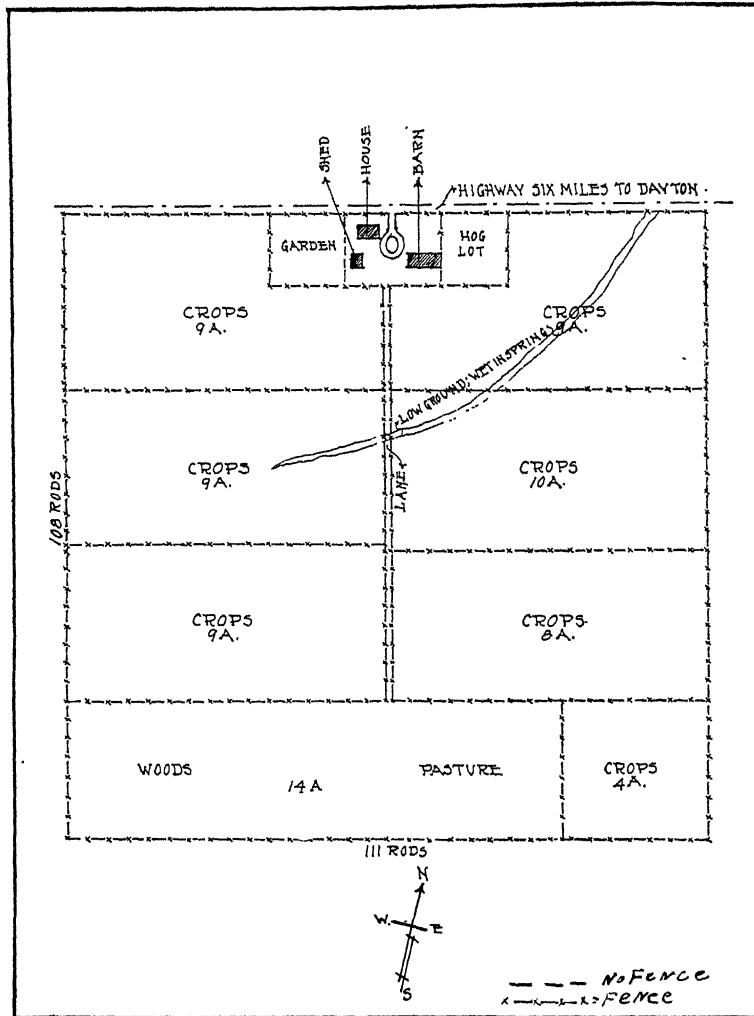 SHED
HOUSE
BARN
HIGHWAY SIX MILES TO DAYTON.
GARDEN
HOG
LOT
CROPS
9A.
CROPS
9A.
LOW GROUND; WET IN SPRINGS
CROPS
9A.
LANE
CROPS
10A.
108 RODS
CROPS
9A.
CROPS
8A.
WOODS
14A
PASTURE
CROPS
4A.
111 RODS
N
W. E
S
NO FENCE
= FENCE